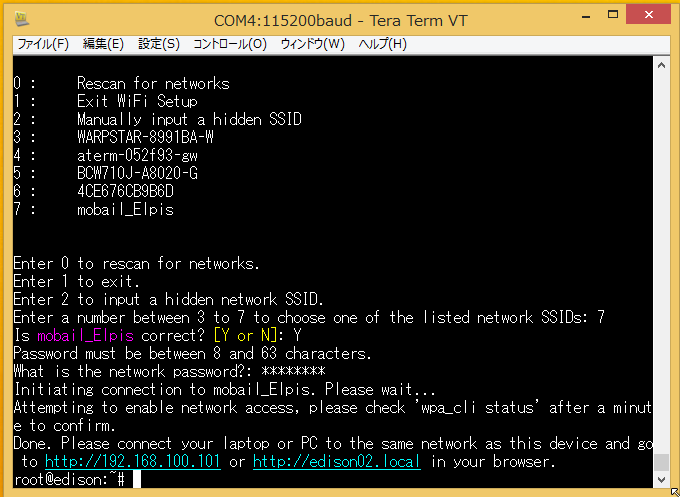 COM4:115200baud - Tera Term VT
ファイル(F) 編集(E) 設定(S) コントロール(O) ウィンドウ(W) ヘルプ(H)
0 : Rescan for networks
1 : Exit WiFi Setup
2 : Manually input a hidden SSID
3 : WARPSTAR-8991BA-W
4 : aterm-052f93-gw
5 : BCW710J-A8020-G
6 : 4CE676CB9B6D
7 : mobail_Elpis
Enter 0 to rescan for networks.
Enter 1 to exit.
Enter 2 to input a hidden network SSID.
Enter a number between 3 to 7 to choose one of the listed network SSIDs: 7
Is mobail_Elpis correct? [Y or N]: Y
Password must be between 8 and 63 characters.
What is the network password?: ********
Initiating connection to mobail_Elpis. Please wait...
Attempting to enable network access, please check 'wpa_cli status' after a minut
e to confirm.
Done. Please connect your laptop or PC to the same network as this device and go
to http://192.168.100.101 or http://edison02.local in your browser.
root@edison:~#